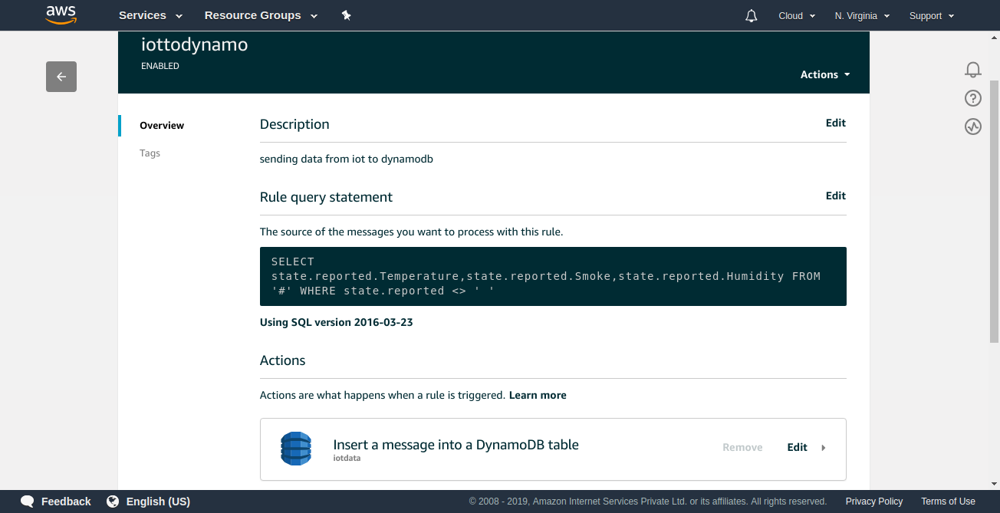 aws Services Resource Groups Cloud N. Virginia Support
iottodynamo
ENABLED
Actions
Overview
Tags
Description Edit
sending data from iot to dynamodb
Rule query statement Edit
The source of the messages you want to process with this rule.
SELECT
state.reported.Temperature,state.reported.Smoke,state.reported.Humidity FROM
'#' WHERE state.reported <> ' '
Using SQL version 2016-03-23
Actions
Actions are what happens when a rule is triggered. Learn more
Insert a message into a DynamoDB table
iotdata
Remove Edit
Feedback English (US) © 2008 - 2019, Amazon Internet Services Private Ltd. or its affiliates. All rights reserved. Privacy Policy Terms of Use